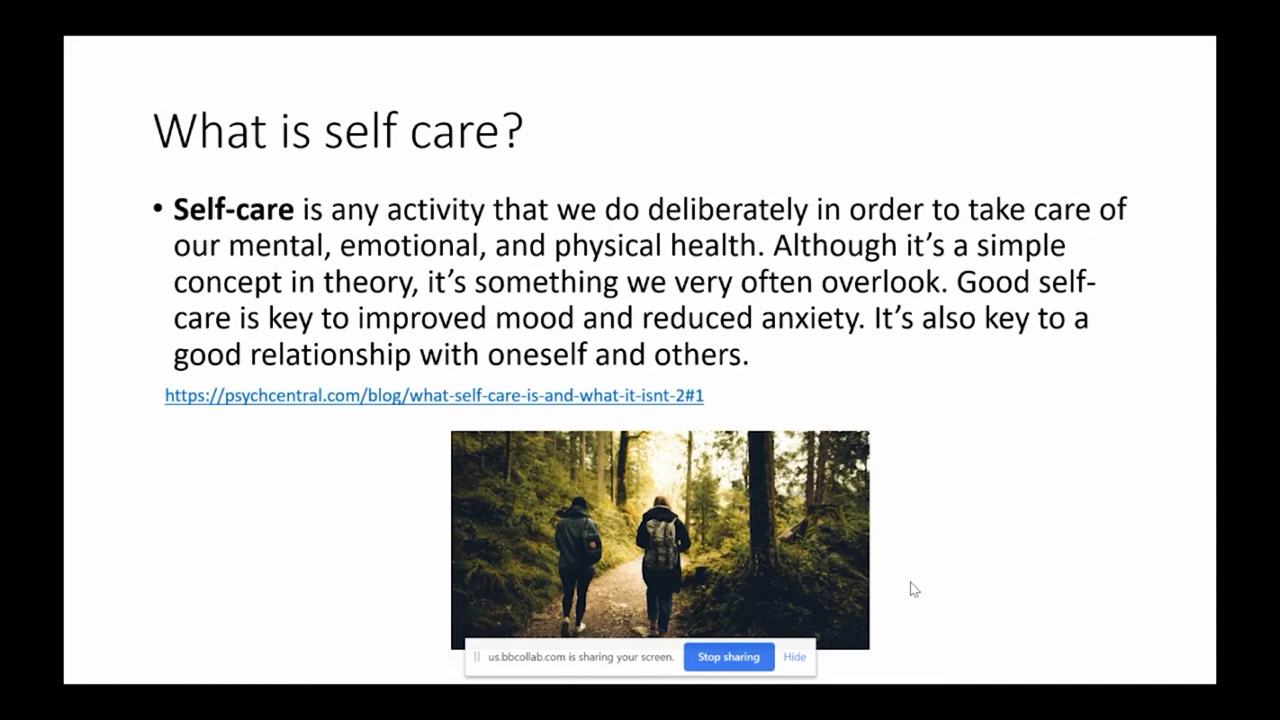 What is self care?
• Self-care is any activity that we do deliberately in order to take care of
our mental, emotional, and physical health. Although it’s a simple
concept in theory, it’s something we very often overlook. Good self-
care is key to improved mood and reduced anxiety. It’s also key to a
good relationship with oneself and others.
https://psychcentral.com/blog/what-self-care-is-and-what-it-isnt-2#1
us.bbcollab.com is sharing your screen. Stop sharing Hide